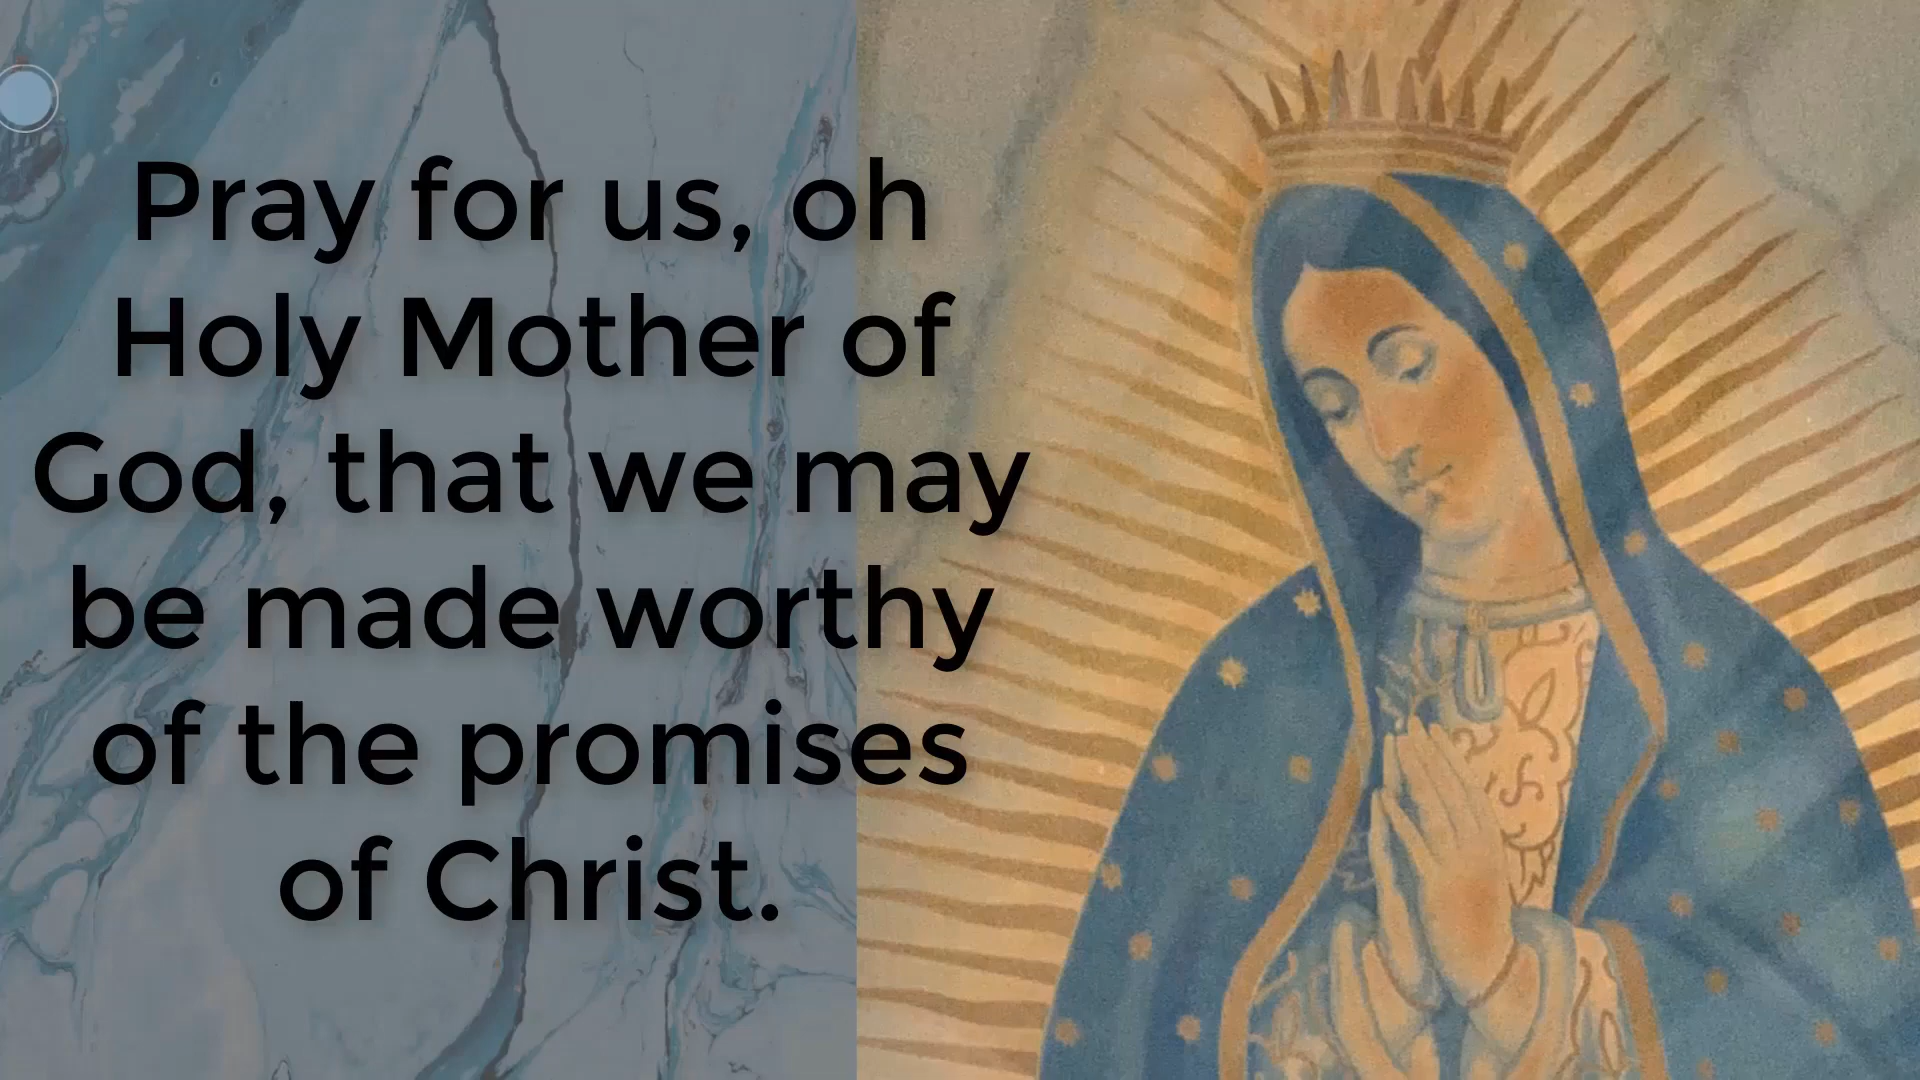 Pray for us, oh
Holy Mother of
God, that we may
be made worthy
of the promises
of Christ.